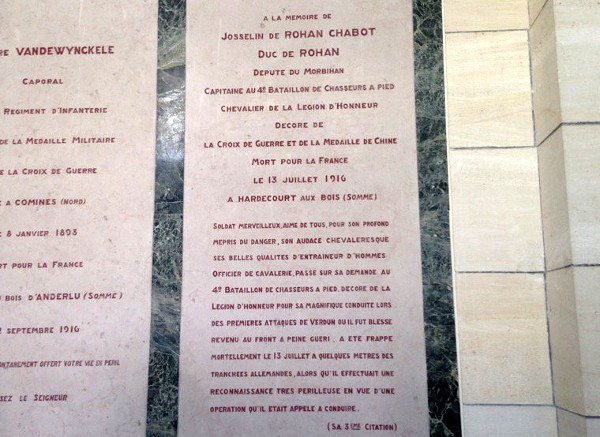 RE VANDEWYNCKELE
CAPORAL
REGIMENT D'INFANTERIE
DE LA MEDAILLE MILITAIRE
DE LA CROIX DE GUERRE
E A COMINES (NORD)
8 JANVIER 1893
RT POUR LA FRANCE
BOIS D'ANDERLU (SOMME)
SEPTEMBRE 1916
ONTANEMENT OFFERT VOTRE VIE EN PERIL
SEZ LE SEIGNEUR
A LA MEMOIRE DE
JOSSELIN DE ROHAN CHABOT
DUC DE ROHAN
DEPUTE DU MORBIHAN
CAPITAINE AU 4E BATAILLON DE CHASSEURS A PIED
CHEVALIER DE LA LEGION D'HONNEUR
DECORE DE
LA CROIX DE GUERRE ET DE LA MEDAILLE DE CHINE
MORT POUR LA FRANCE
LE 13 JUILLET 1916
A HARDECOURT AUX BOIS (SOMME)
SOLDAT MERVEILLEUX, AIME DE TOUS, POUR SON PROFOND
MEPRIS DU DANGER, SON AUDACE CHEVALERESQUE
SES BELLES QUALITES D'ENTRAINEUR D'HOMMES.
OFFICIER DE CAVALERIE, PASSE SUR SA DEMANDE AU
4E BATAILLON DE CHASSEURS A PIED, DECORE DE LA
LEGION D'HONNEUR POUR SA MAGNIFIQUE CONDUITE LORS
DES PREMIERES ATTAQUES DE VERDUN OU IL FUT BLESSE
REVENU AU FRONT A PEINE GUERI, A ETE FRAPPE
MORTELLEMENT LE 13 JUILLET A QUELQUES METRES DES
TRANCHEES ALLEMANDES, ALORS QU'IL EFFECTUAIT UNE
RECONNAISSANCE TRES PERILLEUSE EN VUE D'UNE
OPERATION QU'IL ETAIT APPELE A CONDUIRE.
(SA 3EME CITATION)